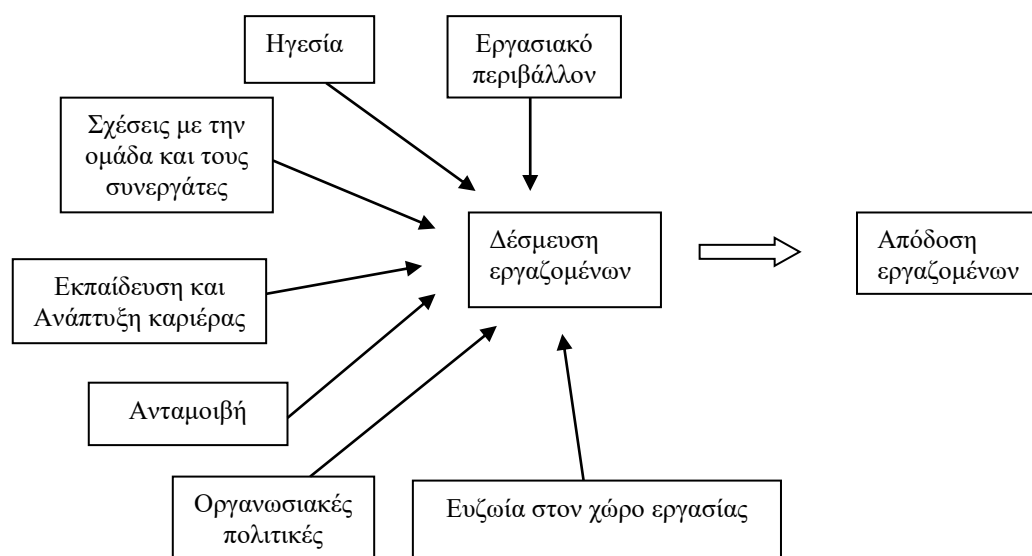 Ηγεσία
Εργασιακό
περιβάλλον
Σχέσεις με την
ομάδα και τους
συνεργάτες
Δέσμευση
εργαζομένων
Απόδοση
εργαζομένων
Εκπαίδευση και
Ανάπτυξη καριέρας
Ανταμοιβή
Οργανωσιακές
πολιτικές
Ευζωία στον χώρο εργασίας